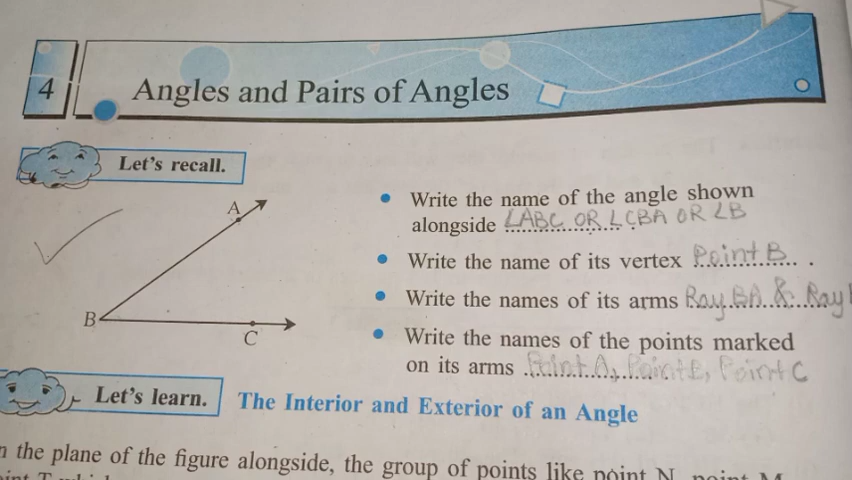 4
Angles and Pairs of Angles
Let's recall.
A
B
C
• Write the name of the angle shown
alongside ∠ABC OR ∠CBA OR ∠B
• Write the name of its vertex Point B .
• Write the names of its arms Ray BA & Ray
• Write the names of the points marked
on its arms Point A, Point B, Point C
Let's learn.
The Interior and Exterior of an Angle
the plane of the figure alongside, the group of points like point N, point M